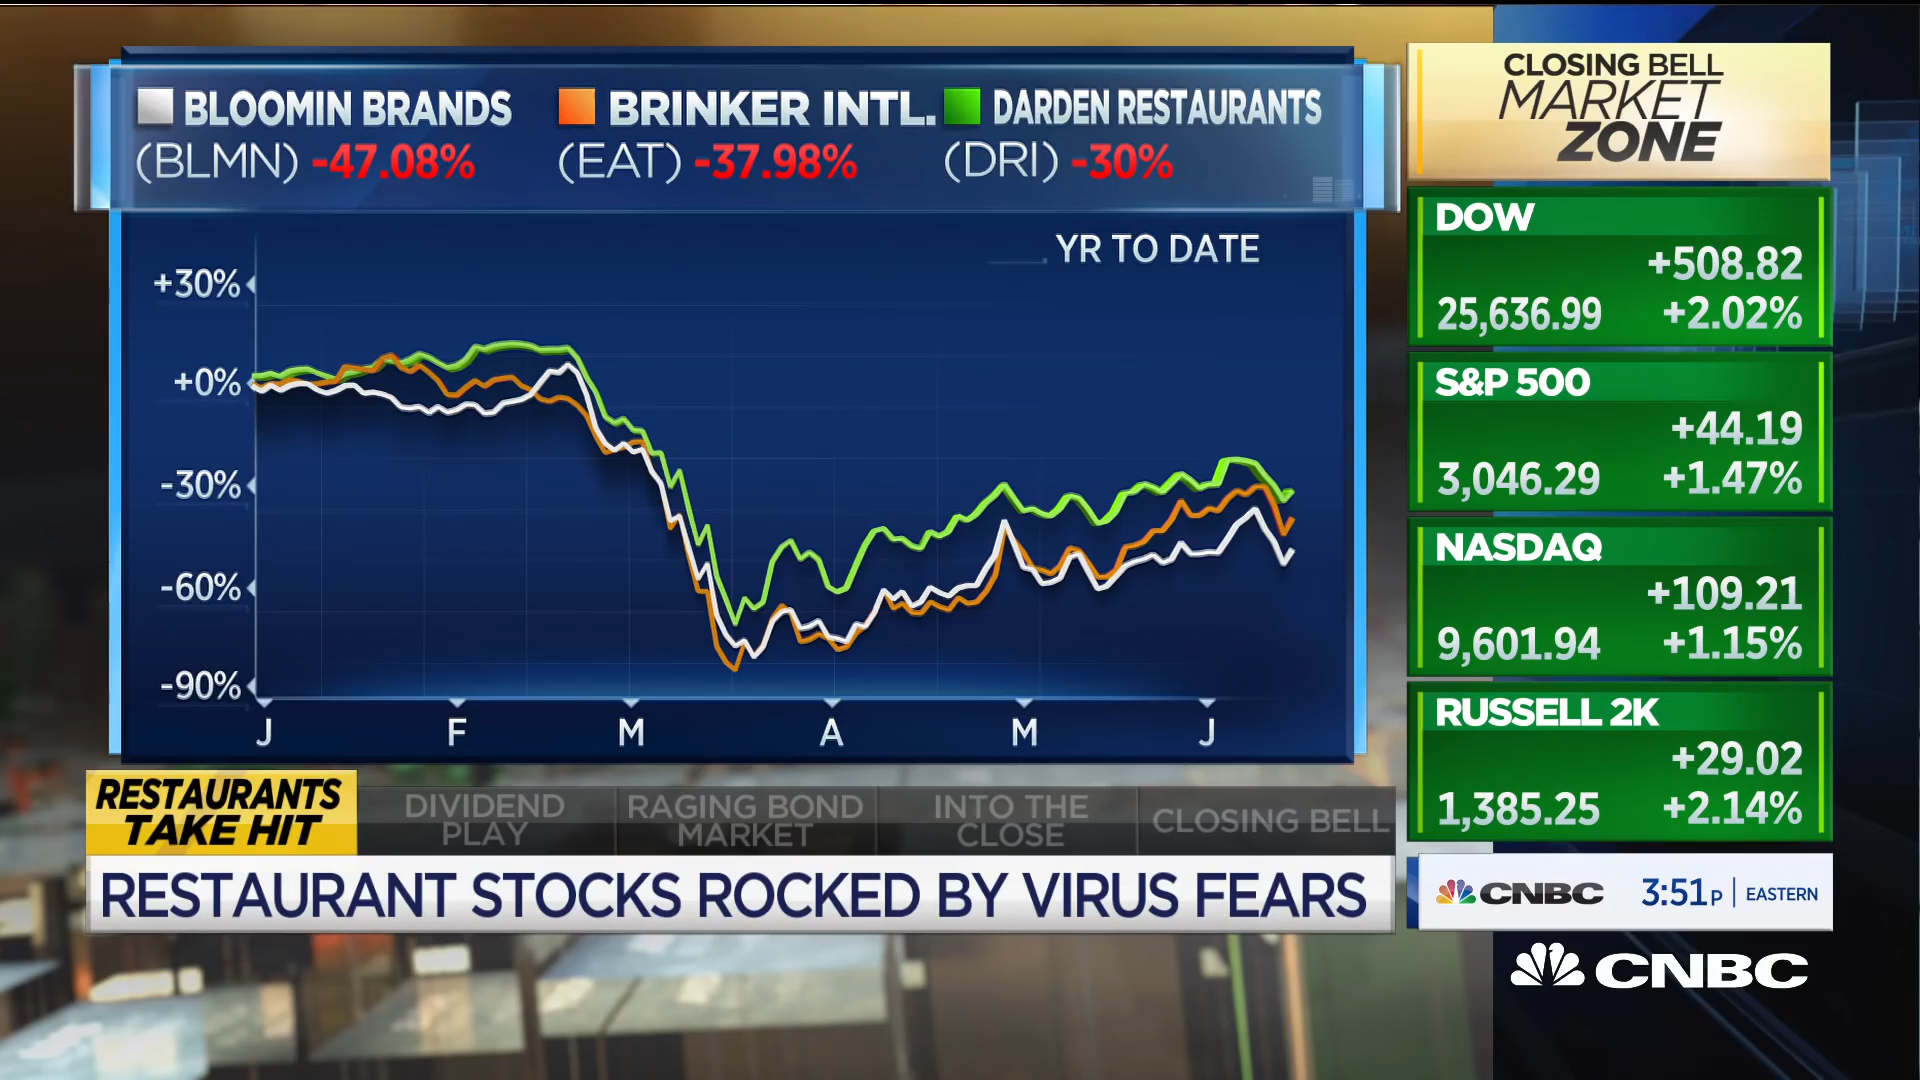 BLOOMIN BRANDS
(BLMN) -47.08%
BRINKER INTL.
(EAT) -37.98%
DARDEN RESTAURANTS
(DRI) -30%
YR TO DATE
+30%
+0%
-30%
-60%
-90%
J F M A M J
CLOSING BELL
MARKET
ZONE
DOW
+508.82
25,636.99 +2.02%
S&P 500
+44.19
3,046.29 +1.47%
NASDAQ
+109.21
9,601.94 +1.15%
RUSSELL 2K
+29.02
1,385.25 +2.14%
RESTAURANTS
TAKE HIT
DIVIDEND
PLAY
RAGING BOND
MARKET
INTO THE
CLOSE
CLOSING BELL
RESTAURANT STOCKS ROCKED BY VIRUS FEARS
CNBC 3:51P | EASTERN
CNBC